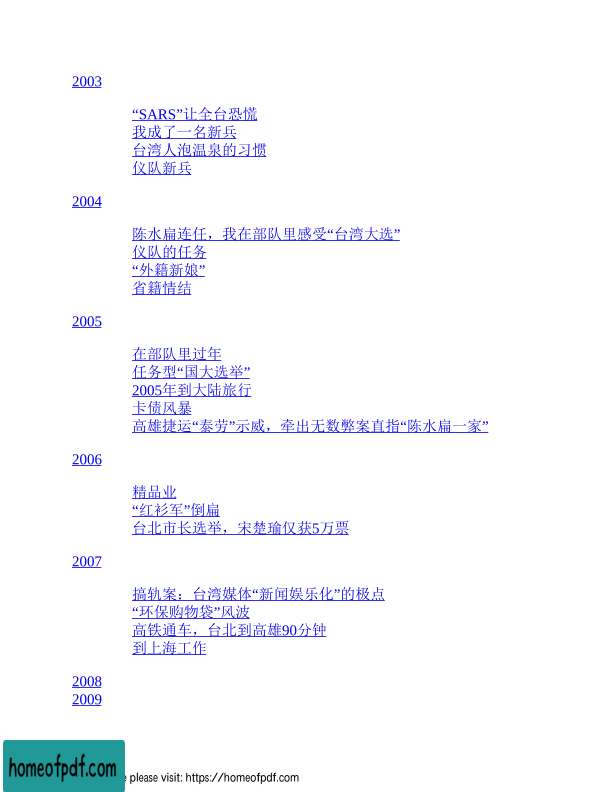 2003
“SARS”让全台恐慌
我成了一名新兵
台湾人泡温泉的习惯
仪队新兵
2004
陈水扁连任，我在部队里感受“台湾大选”
仪队的任务
“外籍新娘”
省籍情结
2005
在部队里过年
任务型“国大选举”
2005年到大陆旅行
卡债风暴
高雄捷运“泰劳”示威，牵出无数弊案直指“陈水扁一家”
2006
精品业
“红衫军”倒扁
台北市长选举，宋楚瑜仅获5万票
2007
搞轨案：台湾媒体“新闻娱乐化”的极点
“环保购物袋”风波
高铁通车，台北到高雄90分钟
到上海工作
2008
2009
homeofpdf.com
please visit: https://homeofpdf.com